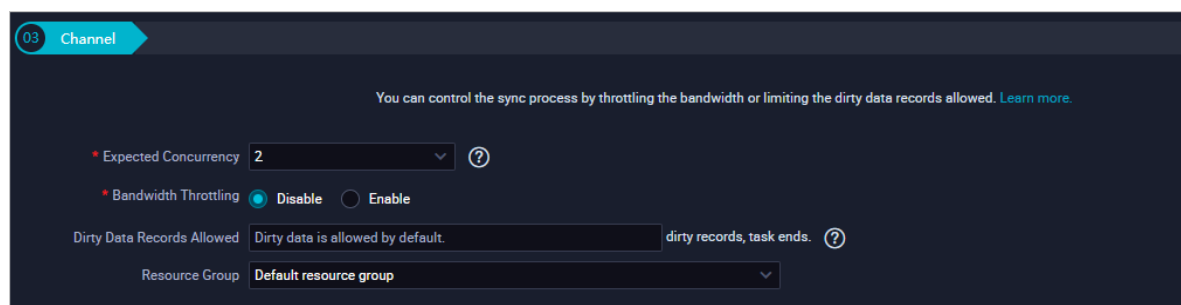 03 Channel
You can control the sync process by throttling the bandwidth or limiting the dirty data records allowed. Learn more.
* Expected Concurrency 2 ?
* Bandwidth Throttling Disable Enable
Dirty Data Records Allowed Dirty data is allowed by default. dirty records, task ends. ?
Resource Group Default resource group